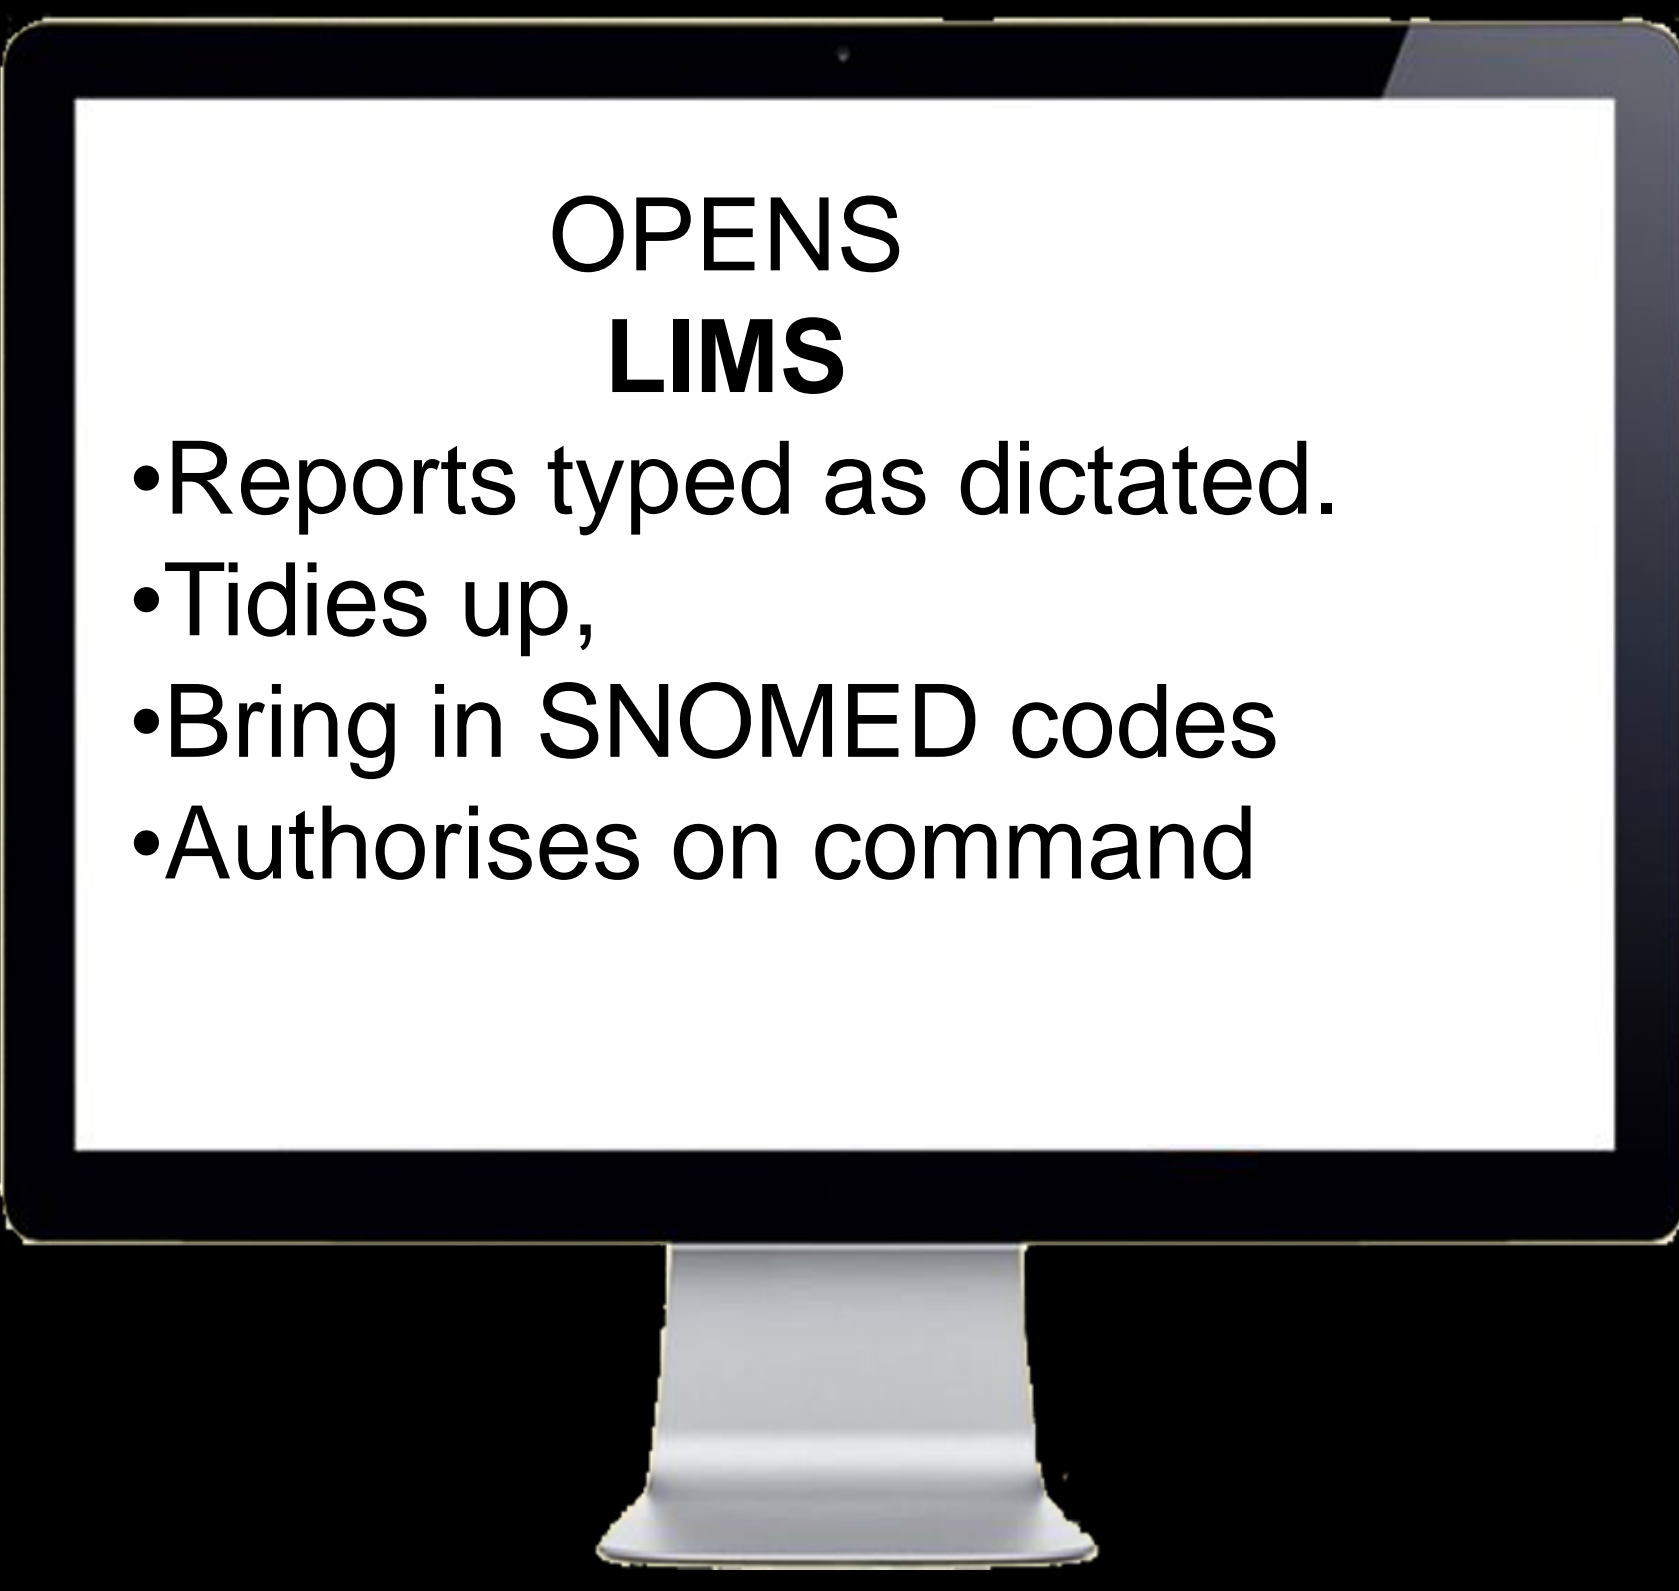 OPENS
LIMS
•Reports typed as dictated.
•Tidies up,
•Bring in SNOMED codes
•Authorises on command